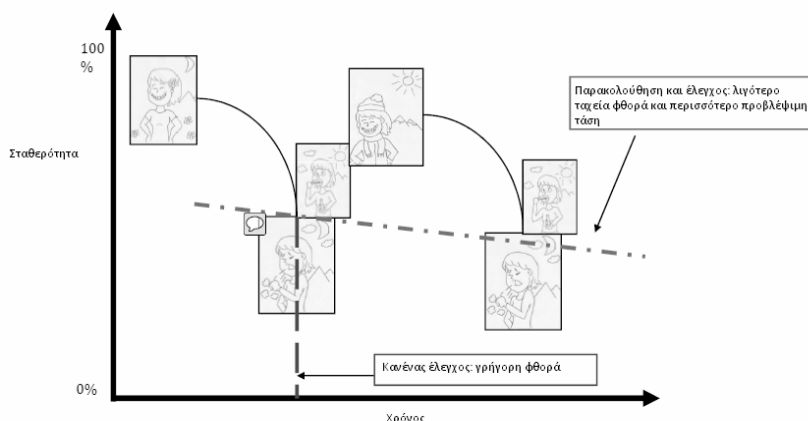 100
%
Παρακολούθηση και έλεγχος: λιγότερο
ταχεία φθορά και περισσότερο προβλέψιμη
τάση
Σταθερότητα
Κανένας έλεγχος: γρήγορη φθορά
0%
Χρόνος